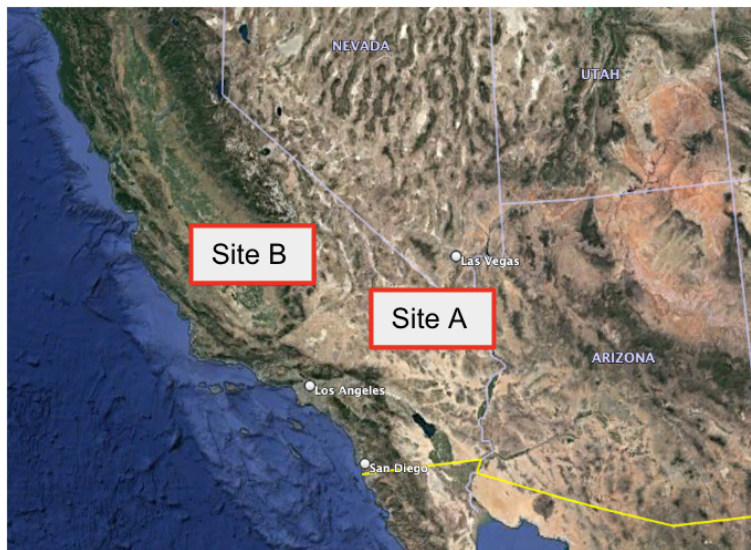 NEVADA
UTAH
Site B
Las Vegas
Site A
ARIZONA
Los Angeles
San Diego